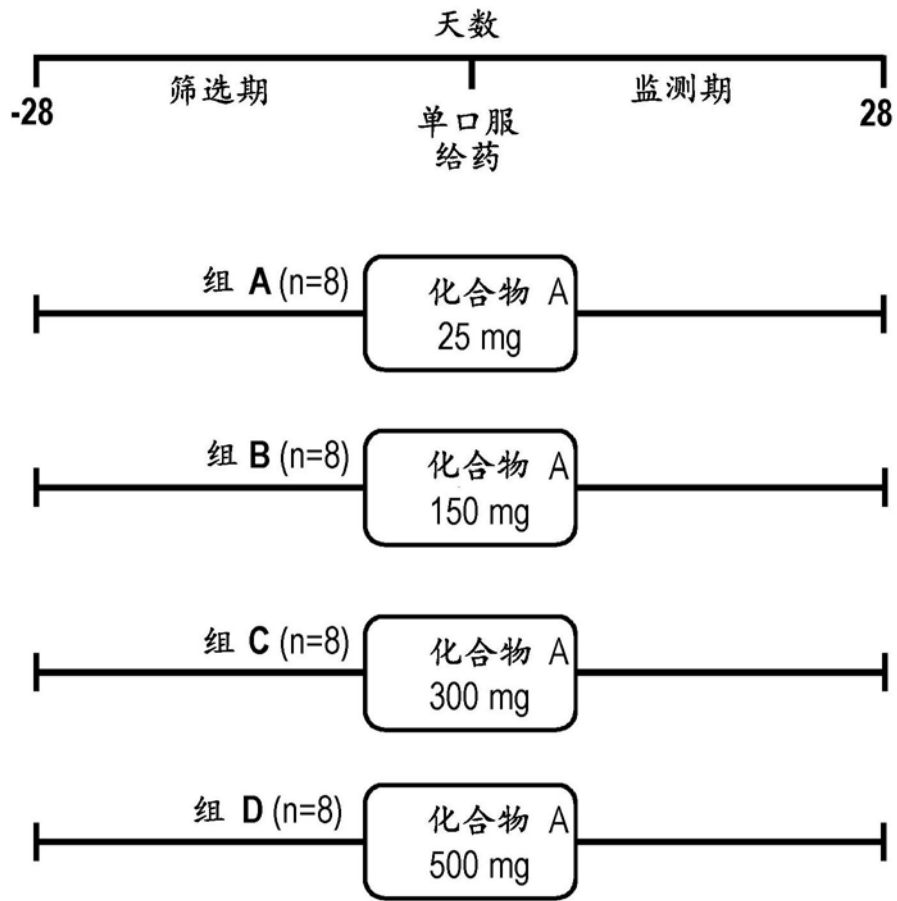 天数
筛选期 监测期
-28 单口服 28
给药
组 A (n=8)
化合物 A
25 mg
组 B (n=8)
化合物 A
150 mg
组 C (n=8)
化合物 A
300 mg
组 D (n=8)
化合物 A
500 mg